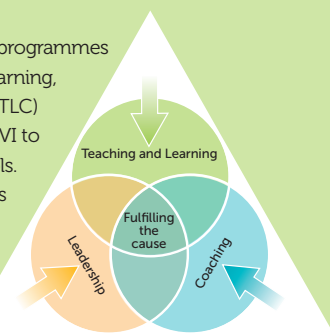 programmes
arning,
TLC)
VI to
ls.
s
Teaching and Learning
Fulfilling
the
cause
Leadership
Coaching